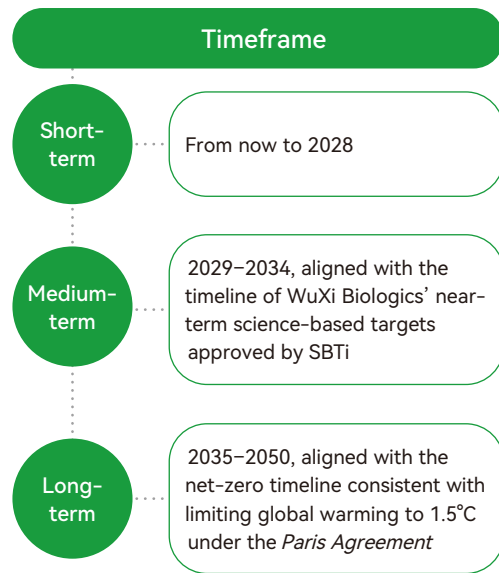 Timeframe
Short-
term
From now to 2028
Medium-
term
2029–2034, aligned with the
timeline of WuXi Biologics’ near-
term science-based targets
approved by SBTi
Long-
term
2035–2050, aligned with the
net-zero timeline consistent with
limiting global warming to 1.5°C
under the Paris Agreement